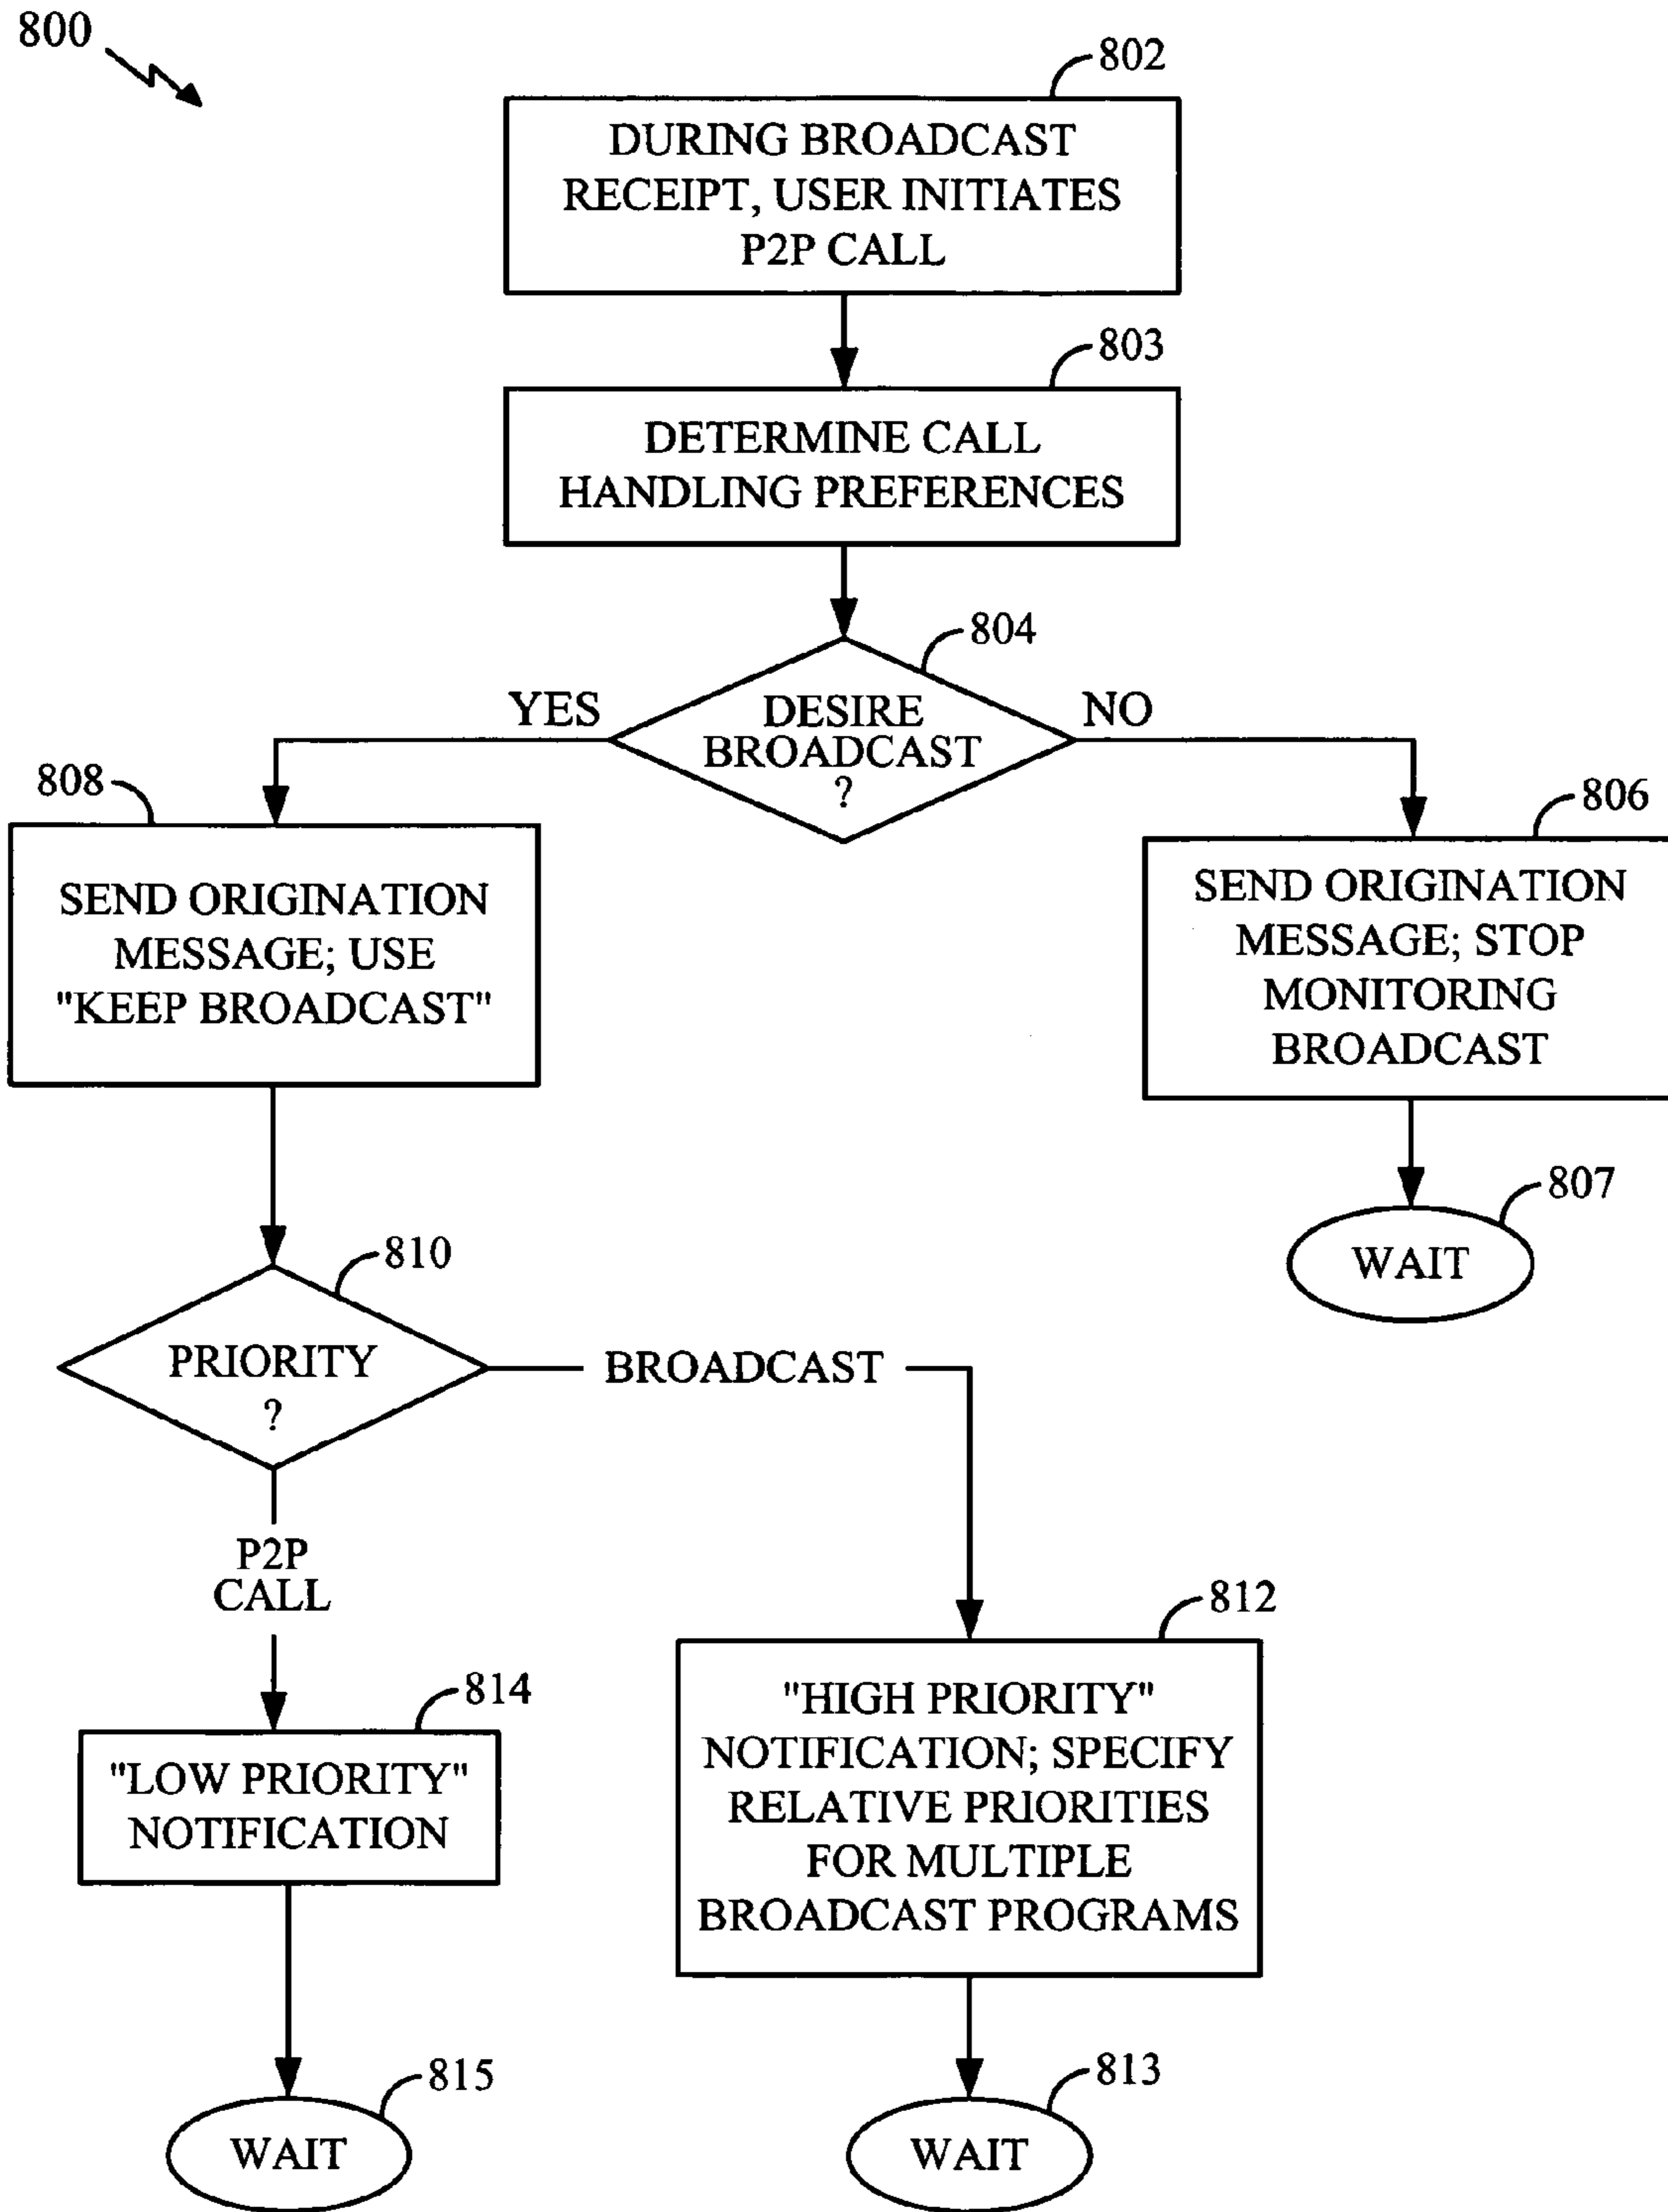 800
802
DURING BROADCAST
RECEIPT, USER INITIATES
P2P CALL
803
DETERMINE CALL
HANDLING PREFERENCES
804
DESIRE
BROADCAST
?
YES
NO
808
SEND ORIGINATION
MESSAGE; USE
"KEEP BROADCAST"
806
SEND ORIGINATION
MESSAGE; STOP
MONITORING
BROADCAST
807
WAIT
810
PRIORITY
?
BROADCAST
P2P
CALL
812
"HIGH PRIORITY"
NOTIFICATION; SPECIFY
RELATIVE PRIORITIES
FOR MULTIPLE
BROADCAST PROGRAMS
814
"LOW PRIORITY"
NOTIFICATION
815
WAIT
813
WAIT